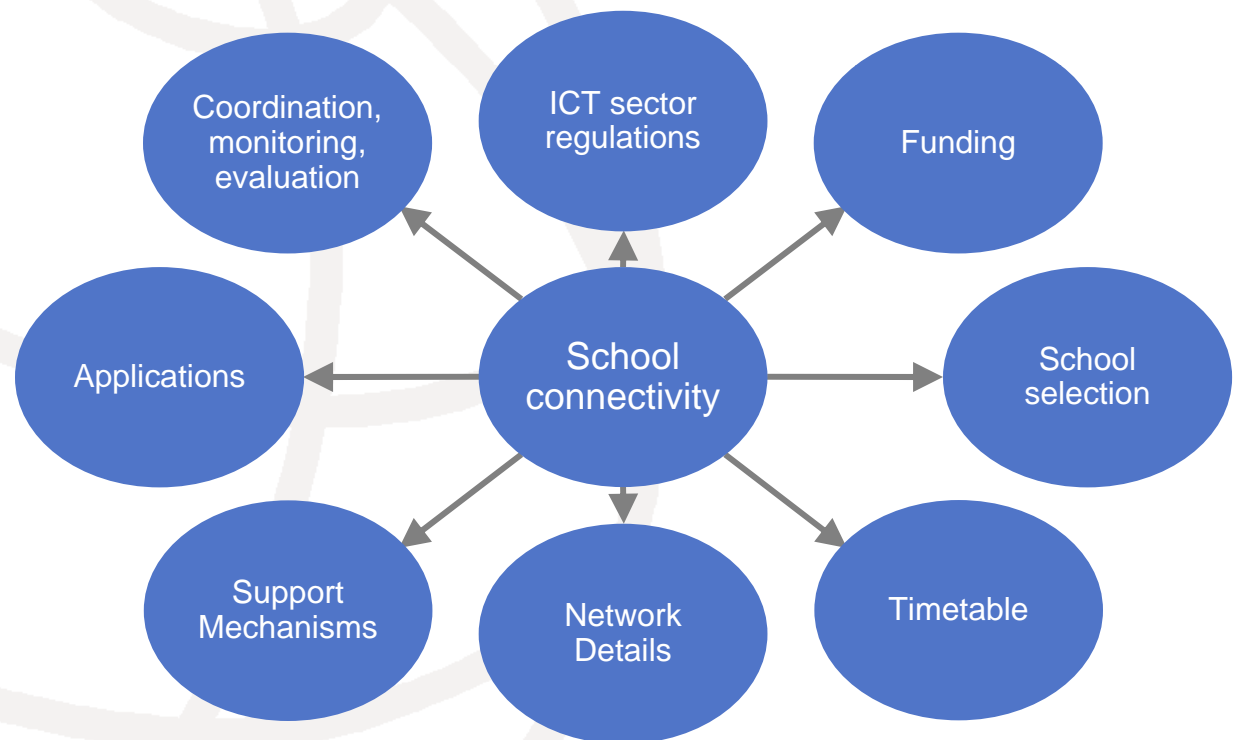 Coordination,
monitoring,
evaluation
ICT sector
regulations
Funding
Applications
School
connectivity
School
selection
Support
Mechanisms
Network
Details
Timetable